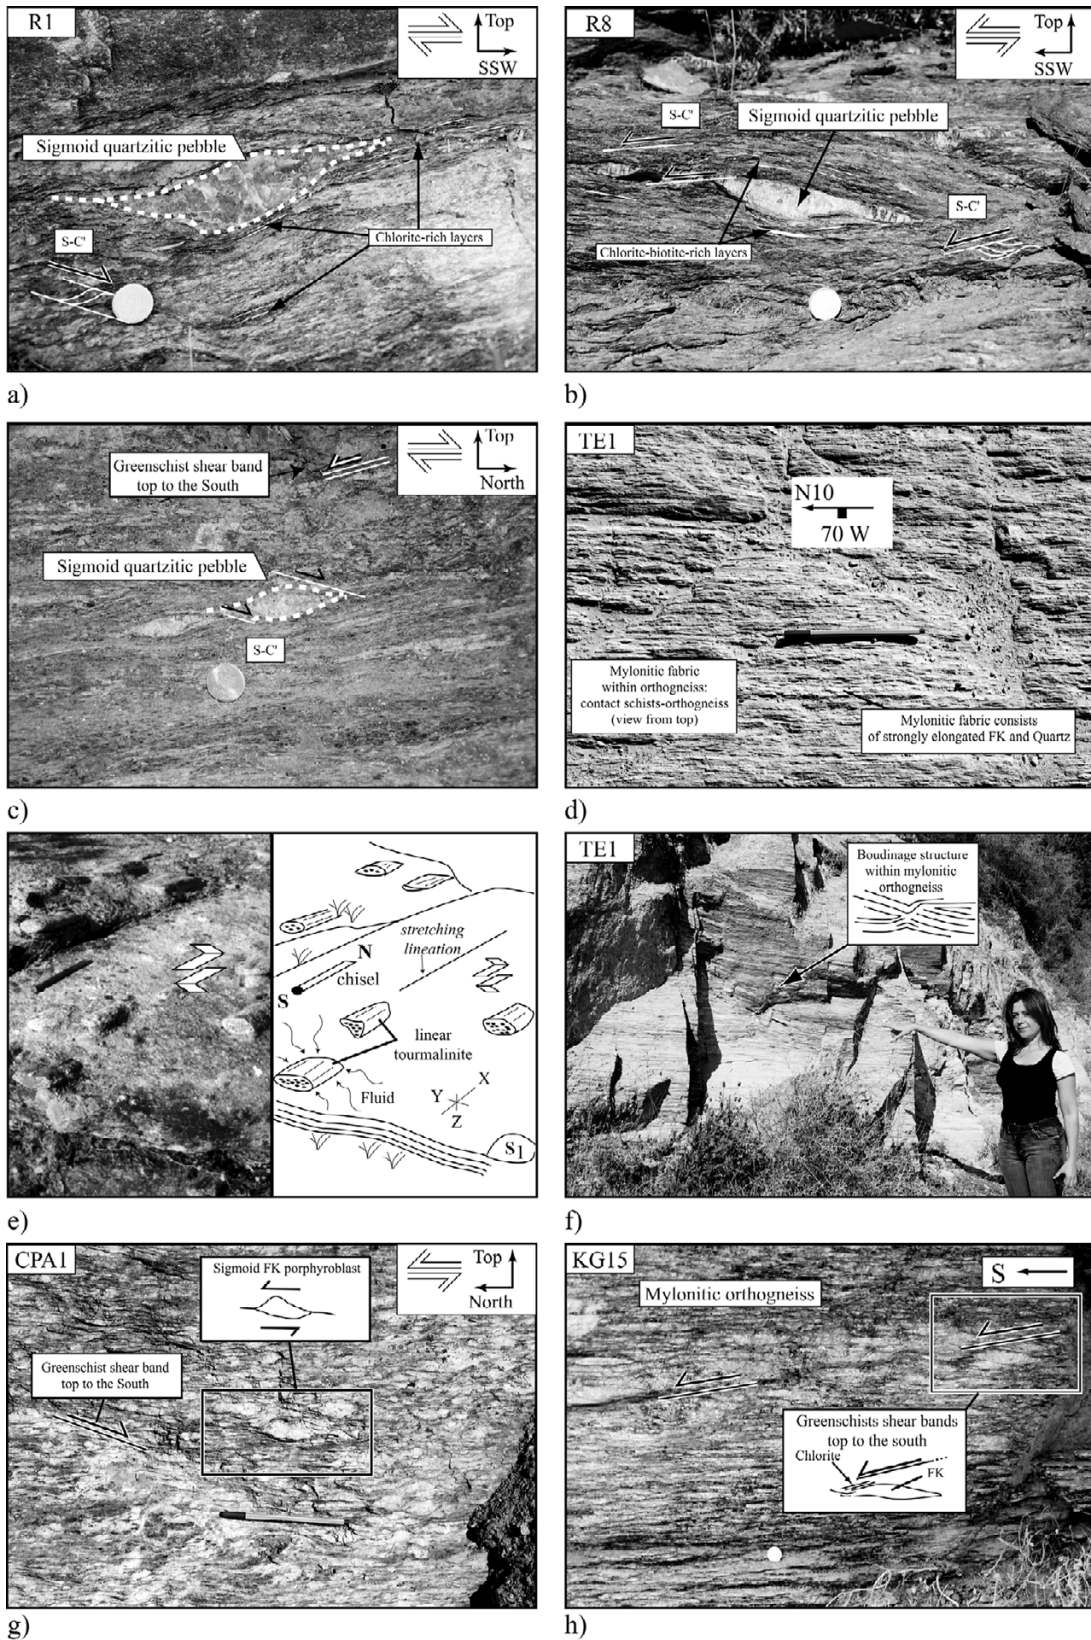 R1
Top
SSW
Sigmoid quartzitic pebble
Chlorite-rich layers
S-C'
a)
R8
Top
SSW
S-C'
Sigmoid quartzitic
pebble
S-C'
Chlorite-biotite-rich layers
b)
Top
North
Greenschist shear band
top to the South
Sigmoid quartzitic pebble
S-C'
c)
TE1
N10
70 W
Mylonitic fabric
within orthogneiss:
contact schists-orthogneiss
(view from top)
Mylonitic fabric consists
of strongly elongated FK and Quartz
d)
stretching
lineation
N
chisel
S
linear
tourmalinite
X
Y
Z
Fluid
S1
e)
TE1
Boudinage structure
within mylonitic
orthogneiss
f)
CPA1
Sigmoid FK porphyroblast
Top
North
Greenschist shear band
top to the South
g)
KG15
S
Mylonitic orthogneiss
Greenschists shear bands
top to the south
Chlorite
FK
h)